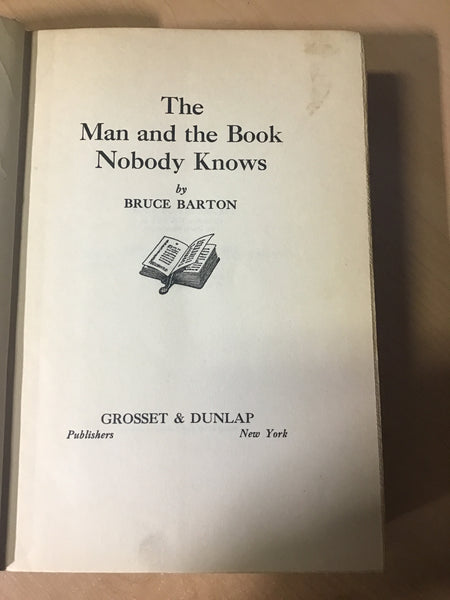 The
Man and the Book
Nobody Knows
by
BRUCE BARTON
GROSSET & DUNLAP
Publishers New York